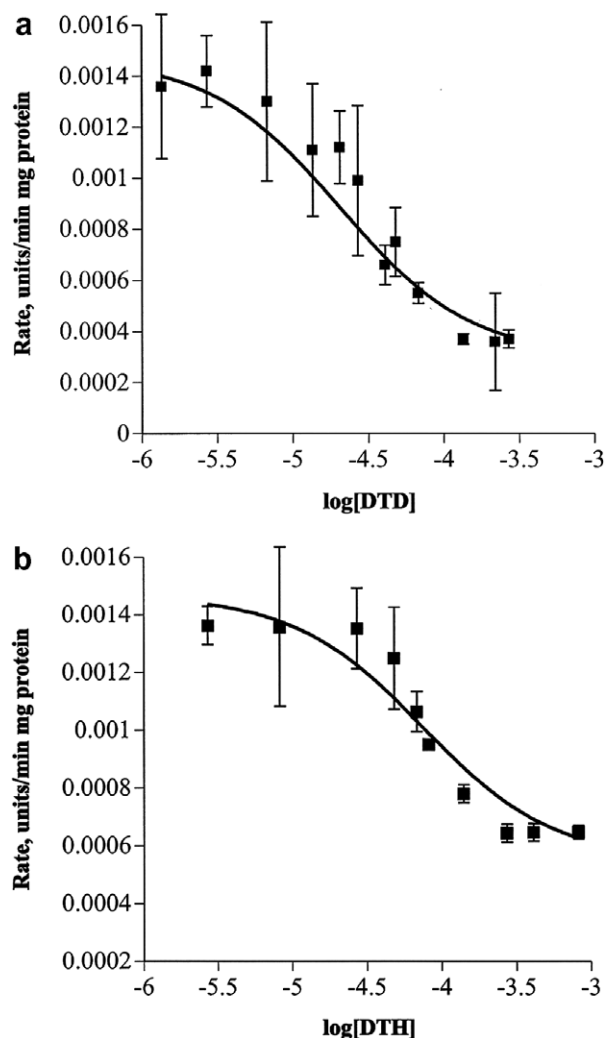 a
0.0016
0.0014
0.0012
0.001
0.0008
0.0006
0.0004
0.0002
0
Rate, units/min mg protein
-6 -5.5 -5 -4.5 -4 -3.5 -3
log[DTD]
b
0.0016
0.0014
0.0012
0.001
0.0008
0.0006
0.0004
0.0002
Rate, units/min mg protein
-6 -5.5 -5 -4.5 -4 -3.5 -3
log[DTH]